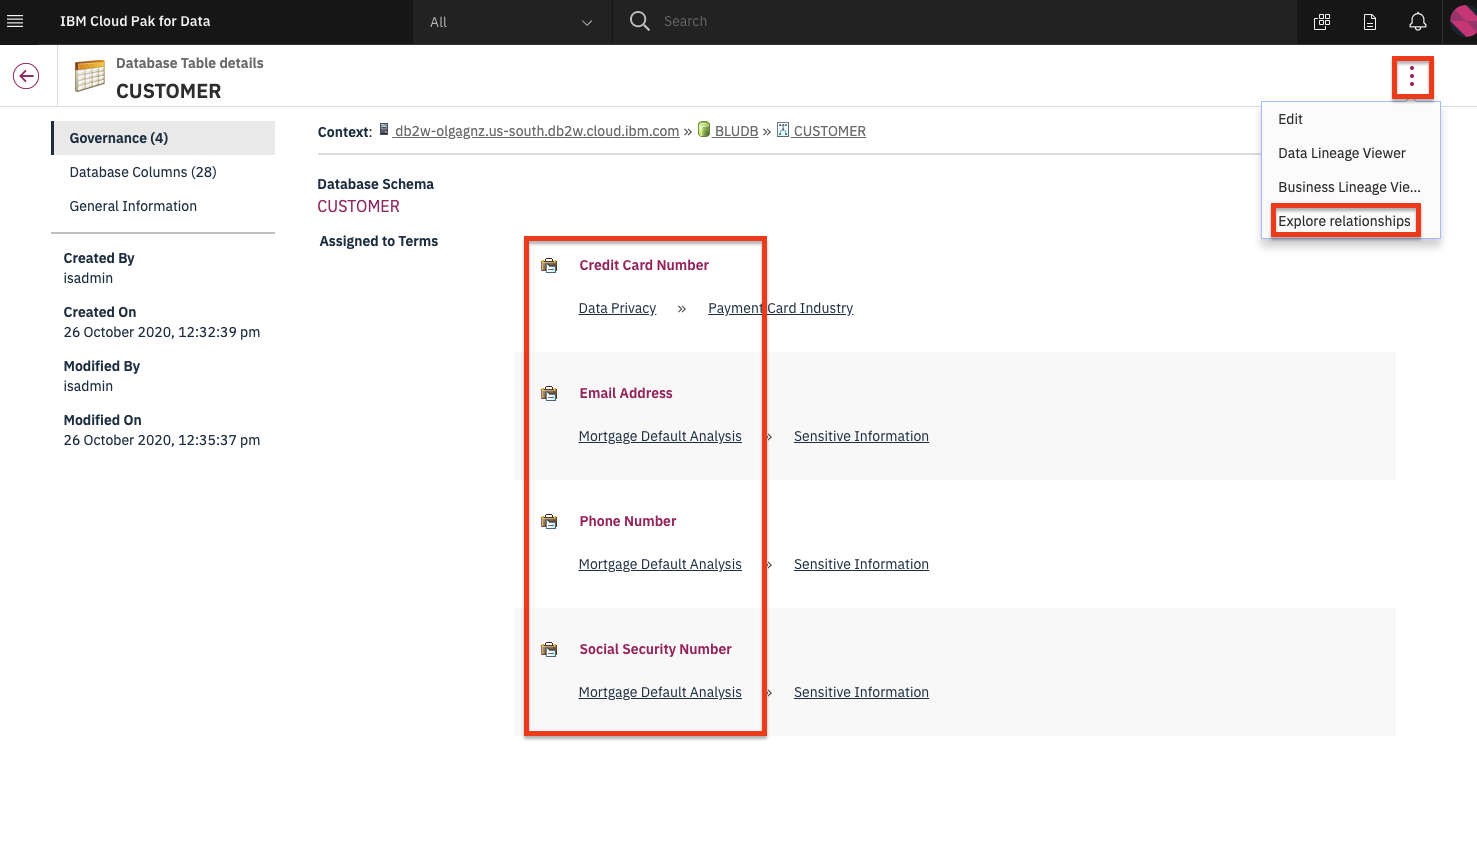 IBM Cloud Pak for Data
All
Search
Database Table details
CUSTOMER
Edit
Data Lineage Viewer
Business Lineage Vie...
Explore relationships
Governance (4)
Database Columns (28)
General Information
Created By
isadmin
Created On
26 October 2020, 12:32:39 pm
Modified By
isadmin
Modified On
26 October 2020, 12:35:37 pm
Context: db2w-olgagnz.us-south.db2w.cloud.ibm.com » BLUDB » CUSTOMER
Database Schema
CUSTOMER
Assigned to Terms
Credit Card Number
Data Privacy » Payment Card Industry
Email Address
Mortgage Default Analysis » Sensitive Information
Phone Number
Mortgage Default Analysis » Sensitive Information
Social Security Number
Mortgage Default Analysis » Sensitive Information